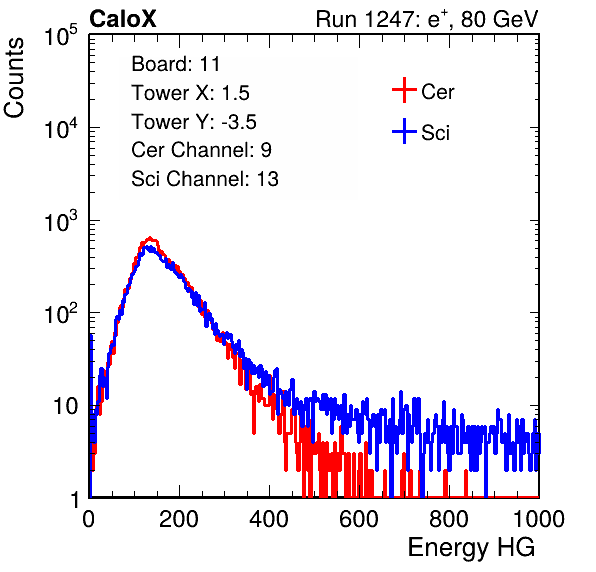 CaloX Run 1247: e⁺, 80 GeV
Board: 11
Tower X: 1.5
Tower Y: -3.5
Cer Channel: 9
Sci Channel: 13
Cer
Sci
Counts
10⁵
10⁴
10³
10²
10
1
0 200 400 600 800 1000
Energy HG